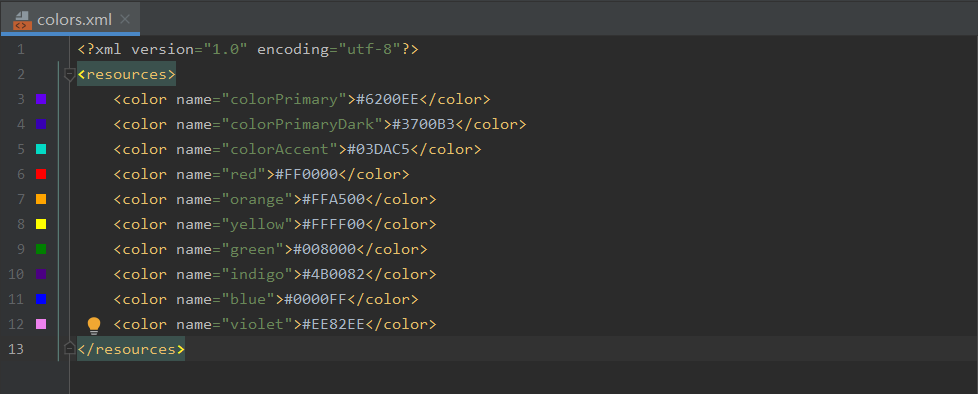 colors.xml
1 <?xml version="1.0" encoding="utf-8"?>
2 <resources>
3 <color name="colorPrimary">#6200EE</color>
4 <color name="colorPrimaryDark">#3700B3</color>
5 <color name="colorAccent">#03DAC5</color>
6 <color name="red">#FF0000</color>
7 <color name="orange">#FFA500</color>
8 <color name="yellow">#FFFF00</color>
9 <color name="green">#008000</color>
10 <color name="indigo">#4B0082</color>
11 <color name="blue">#0000FF</color>
12 <color name="violet">#EE82EE</color>
13 </resources>